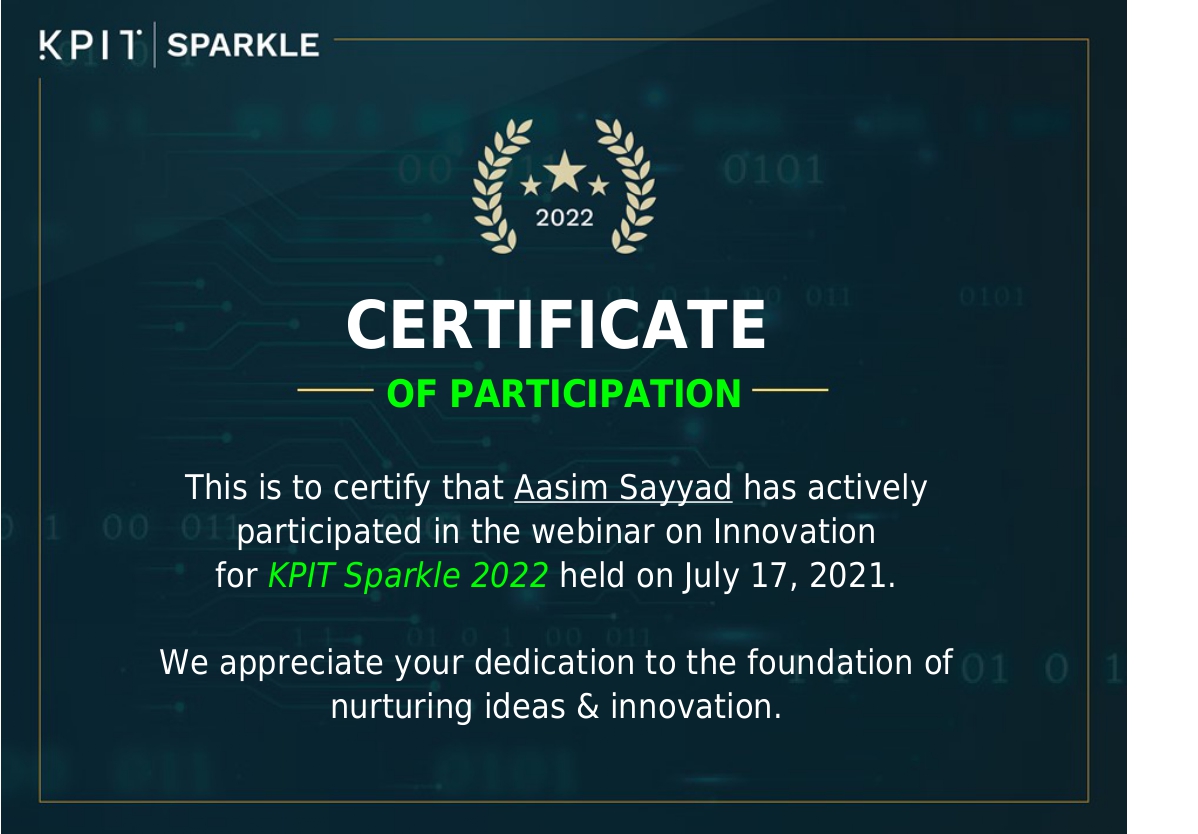 KPIT | SPARKLE
2022
CERTIFICATE
OF PARTICIPATION
This is to certify that Aasim Sayyad has actively
participated in the webinar on Innovation
for KPIT Sparkle 2022 held on July 17, 2021.
We appreciate your dedication to the foundation of
nurturing ideas & innovation.